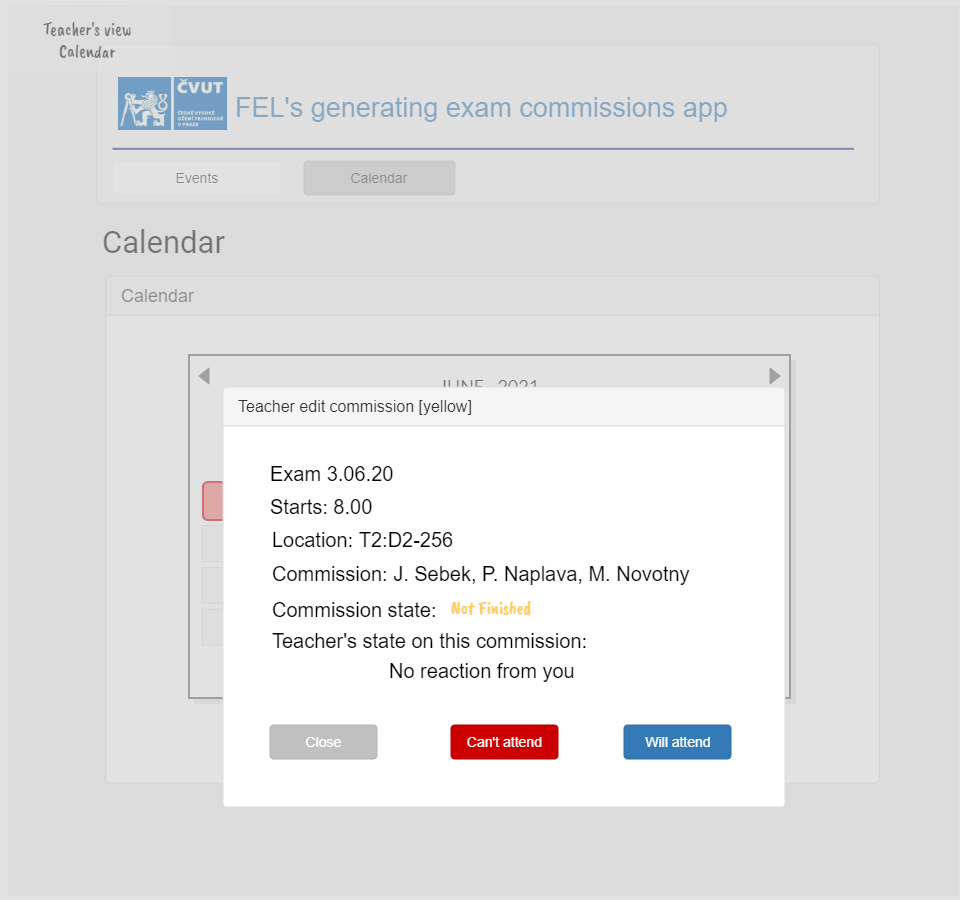 Teacher's view
Calendar
ČVUT
ČESKÉ VYSOKÉ
UČENÍ TECHNICKÉ
V PRAZE
FEL's generating exam commissions app
Events
Calendar
Calendar
Calendar
JUNE 2021
Teacher edit commission [yellow]
Exam 3.06.20
Starts: 8.00
Location: T2:D2-256
Commission: J. Sebek, P. Naplava, M. Novotny
Commission state: Not Finished
Teacher's state on this commission:
No reaction from you
Close
Can't attend
Will attend